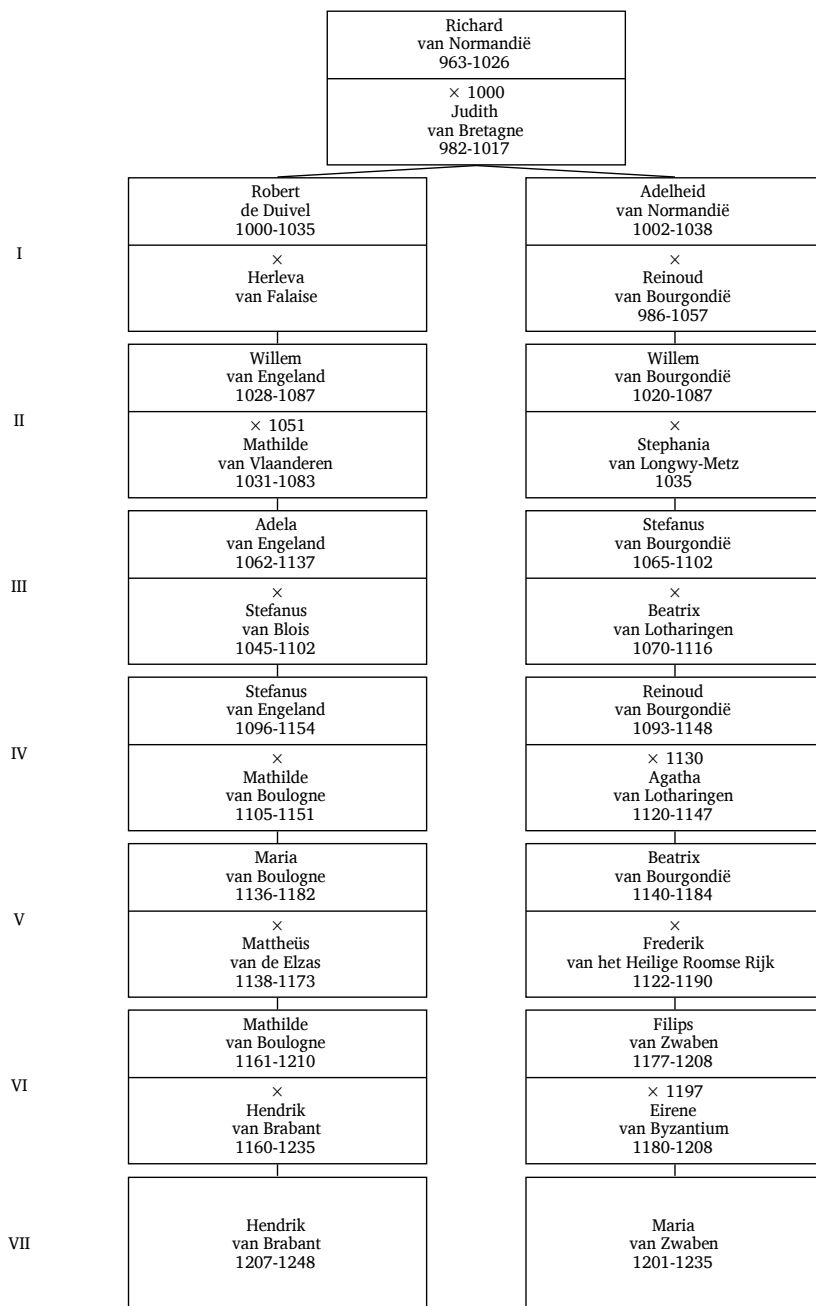 Richard
van Normandië
963-1026
× 1000
Judith
van Bretagne
982-1017
I
Robert
de Duivel
1000-1035
×
Herleva
van Falaise
Adelheid
van Normandië
1002-1038
×
Reinoud
van Bourgondië
986-1057
II
Willem
van Engeland
1028-1087
× 1051
Mathilde
van Vlaanderen
1031-1083
Willem
van Bourgondië
1020-1087
×
Stephania
van Longwy-Metz
1035
III
Adela
van Engeland
1062-1137
×
Stefanus
van Blois
1045-1102
Stefanus
van Bourgondië
1065-1102
×
Beatrix
van Lotharingen
1070-1116
IV
Stefanus
van Engeland
1096-1154
×
Mathilde
van Boulogne
1105-1151
Reinoud
van Bourgondië
1093-1148
× 1130
Agatha
van Lotharingen
1120-1147
V
Maria
van Boulogne
1136-1182
×
Mattheüs
van de Elzas
1138-1173
Beatrix
van Bourgondië
1140-1184
×
Frederik
van het Heilige Roomse Rijk
1122-1190
VI
Mathilde
van Boulogne
1161-1210
×
Hendrik
van Brabant
1160-1235
Filips
van Zwaben
1177-1208
× 1197
Eirene
van Byzantium
1180-1208
VII
Hendrik
van Brabant
1207-1248
Maria
van Zwaben
1201-1235